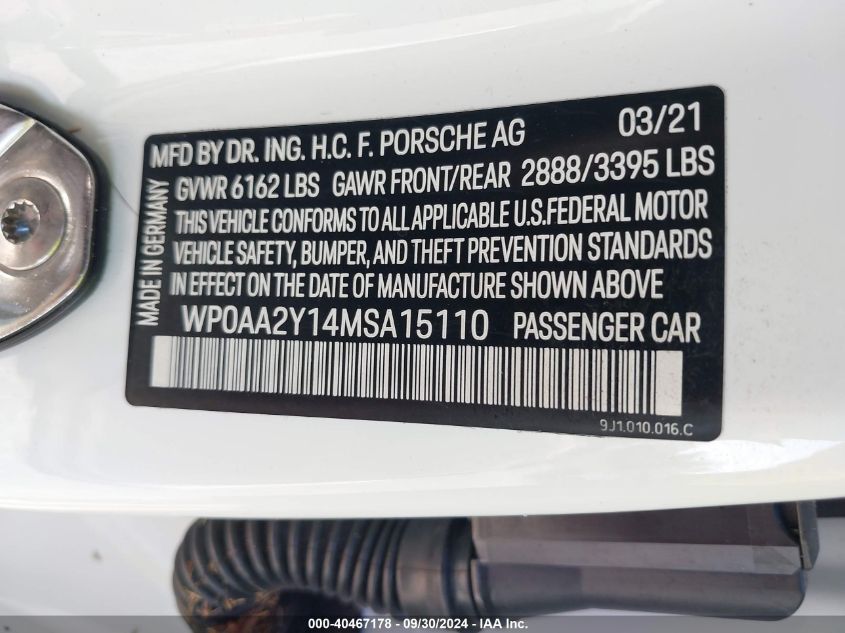 MFD BY DR. ING. H.C. F. PORSCHE AG 03/21
GVWR 6162 LBS GAWR FRONT/REAR 2888/3395 LBS
THIS VEHICLE CONFORMS TO ALL APPLICABLE U.S.FEDERAL MOTOR
VEHICLE SAFETY, BUMPER, AND THEFT PREVENTION STANDARDS
IN EFFECT ON THE DATE OF MANUFACTURE SHOWN ABOVE
MADE IN GERMANY
WP0AA2Y14MSA15110 PASSENGER CAR
9J1.010.016.C
000-40467178 - 09/30/2024 - IAA Inc.